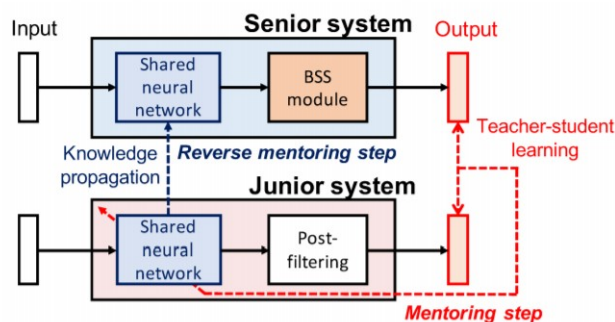 Input
Senior system
Output
Shared
neural
network
BSS
module
Knowledge
propagation
Reverse mentoring step
Teacher-student
learning
Junior system
Shared
neural
network
Post-
filtering
Mentoring step